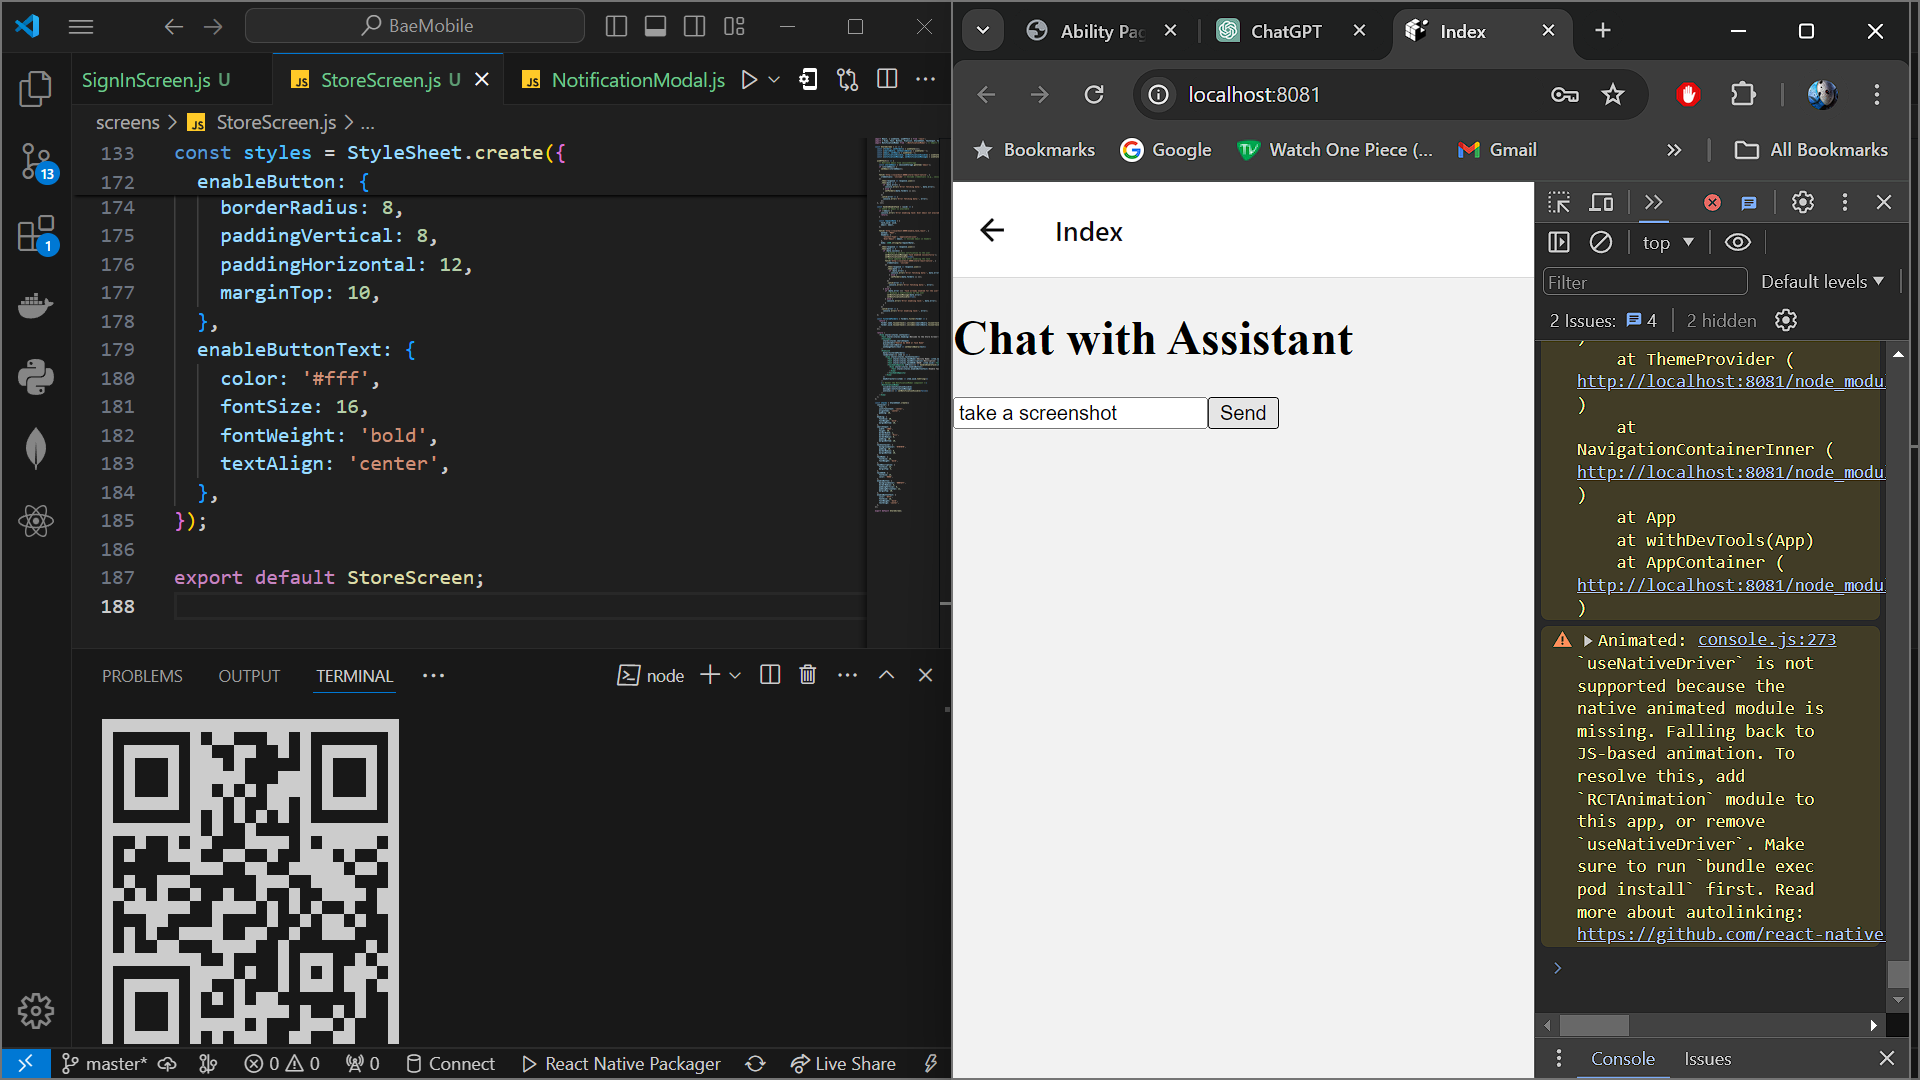 BaeMobile
SignInScreen.js U
StoreScreen.js U
NotificationModal.js
screens > StoreScreen.js > ...
133 const styles = StyleSheet.create({
172 enableButton: {
174 borderRadius: 8,
175 paddingVertical: 8,
176 paddingHorizontal: 12,
177 marginTop: 10,
178 },
179 enableButtonText: {
180 color: '#fff',
181 fontSize: 16,
182 fontWeight: 'bold',
183 textAlign: 'center',
184 },
185 });
186
187 export default StoreScreen;
188
13
1
PROBLEMS OUTPUT TERMINAL ...
node
master* 0 0 0 Connect React Native Packager Live Share
Ability Pag
ChatGPT
Index
localhost:8081
Bookmarks Google Watch One Piece (... Gmail » All Bookmarks
Index
Chat with Assistant
take a screenshot Send
top
Filter Default levels
2 Issues: 4 2 hidden
)
at ThemeProvider (
http://localhost:8081/node_modu
)
at
NavigationContainerInner (
http://localhost:8081/node_modu
)
at App
at withDevTools(App)
at AppContainer (
http://localhost:8081/node_modu
)
Animated: console.js:273
`useNativeDriver` is not
supported because the
native animated module is
missing. Falling back to
JS-based animation. To
resolve this, add
`RCTAnimation` module to
this app, or remove
`useNativeDriver`. Make
sure to run `bundle exec
pod install` first. Read
more about autolinking:
https://github.com/react-native
>
Console Issues